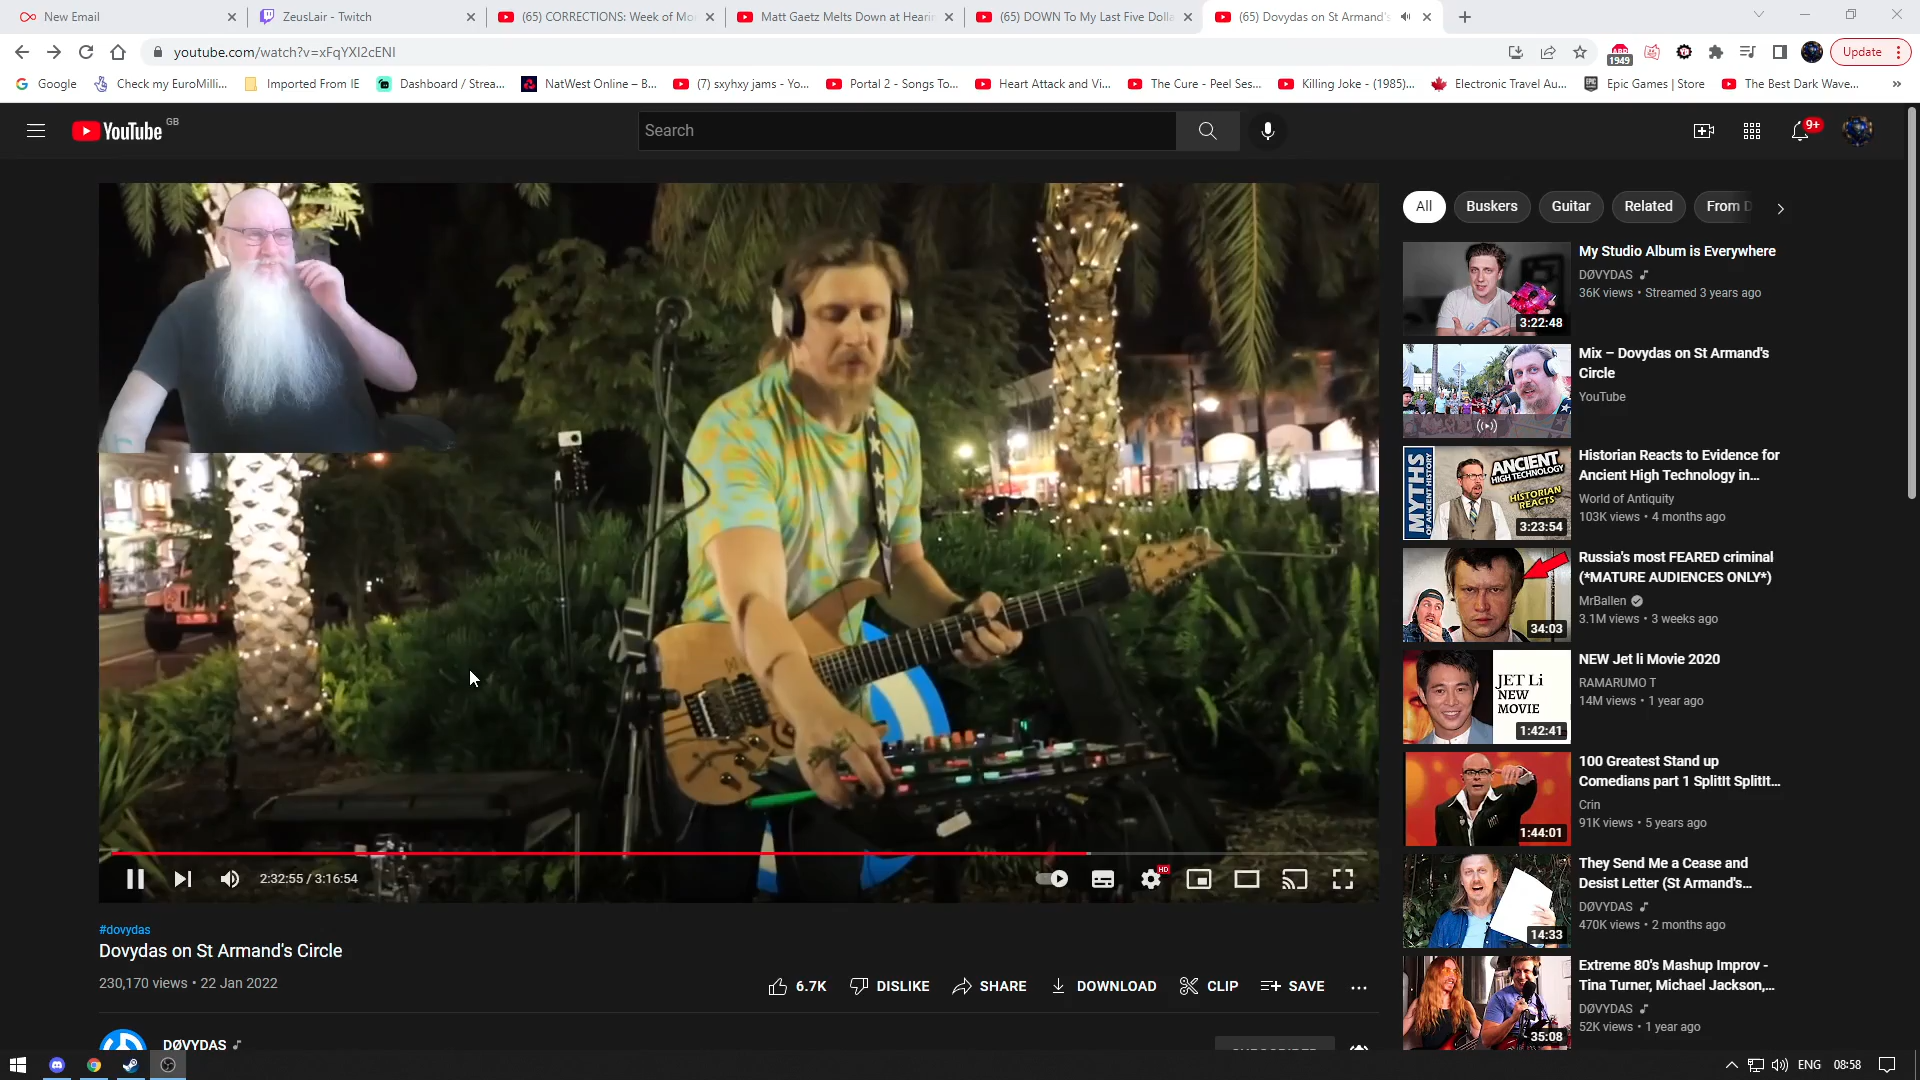 New Email
ZeusLair - Twitch
(65) CORRECTIONS: Week of Mo
Matt Gaetz Melts Down at Hearin
(65) DOWN To My Last Five Dolla
(65) Dovydas on St Armand's
youtube.com/watch?v=xFqYXI2cENI
ABP
1949
Update
Google
Check my EuroMilli...
Imported From IE
Dashboard / Strea...
NatWest Online – B...
(7) sxyhxy jams - Yo...
Portal 2 - Songs To...
Heart Attack and Vi...
The Cure - Peel Ses...
Killing Joke - (1985)...
Electronic Travel Au...
Epic Games | Store
The Best Dark Wave...
»
YouTube GB
Search
9+
All
Buskers
Guitar
Related
From D
My Studio Album is Everywhere
DØVYDAS
36K views • Streamed 3 years ago
3:22:48
Mix – Dovydas on St Armand's
Circle
YouTube
MYTHS
OF ANCIENT HISTORY
ANCIENT
HIGH TECHNOLOGY
HISTORIAN
REACTS
3:23:54
Historian Reacts to Evidence for
Ancient High Technology in...
World of Antiquity
103K views • 4 months ago
34:03
Russia's most FEARED criminal
(*MATURE AUDIENCES ONLY*)
MrBallen
3.1M views • 3 weeks ago
JET Li
NEW
MOVIE
1:42:41
NEW Jet li Movie 2020
RAMARUMO T
14M views • 1 year ago
1:44:01
100 Greatest Stand up
Comedians part 1 SplitIt SplitIt...
Crin
91K views • 5 years ago
14:33
They Send Me a Cease and
Desist Letter (St Armand's...
DØVYDAS
470K views • 2 months ago
35:08
Extreme 80's Mashup Improv -
Tina Turner, Michael Jackson,...
DØVYDAS
52K views • 1 year ago
2:32:55 / 3:16:54
HD
#dovydas
Dovydas on St Armand's Circle
230,170 views • 22 Jan 2022
6.7K
DISLIKE
SHARE
DOWNLOAD
CLIP
SAVE
DØVYDAS
ENG
08:58